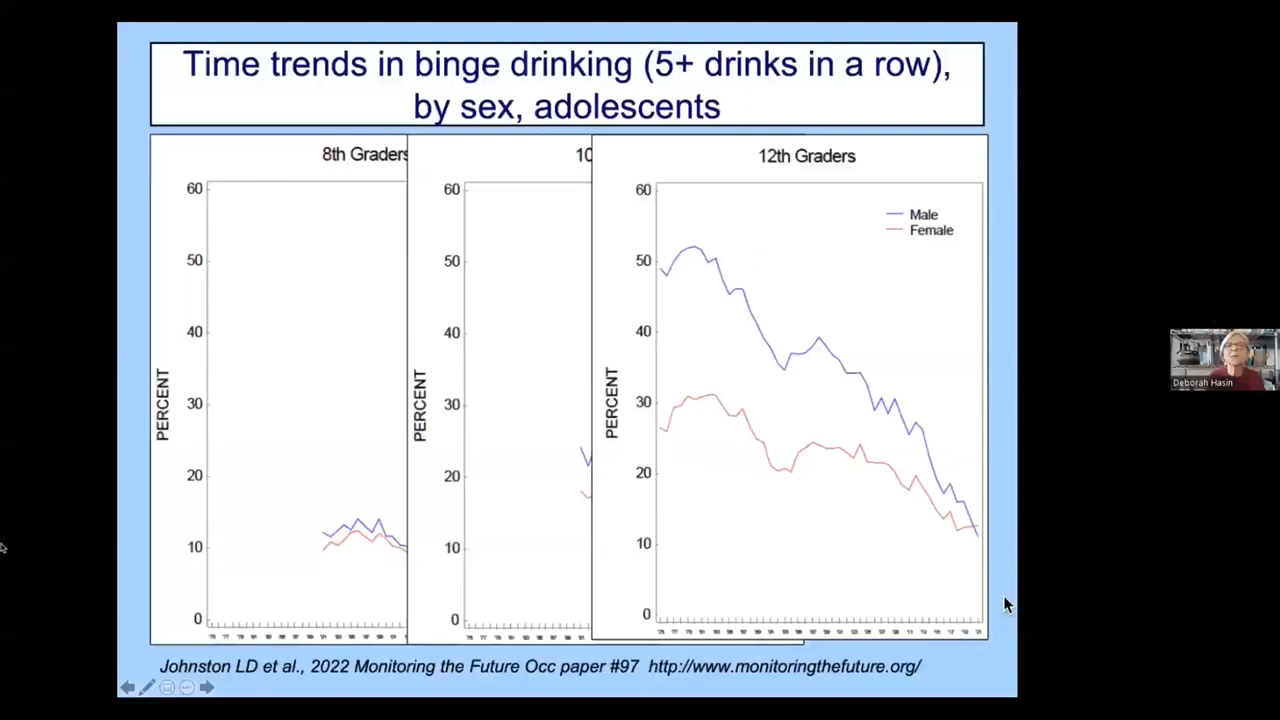 Time trends in binge drinking (5+ drinks in a row),
by sex, adolescents
8th Graders
60
50
40
30
20
10
0
PERCENT
10
60
50
40
30
20
10
0
PERCENT
12th Graders
60
50
40
30
20
10
0
PERCENT
Male
Female
Johnston LD et al., 2022 Monitoring the Future Occ paper #97 http://www.monitoringthefuture.org/
Deborah Hasin